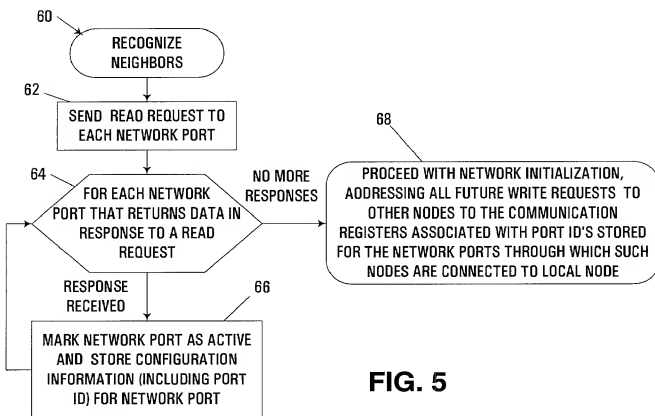 60
RECOGNIZE
NEIGHBORS
62
SEND REAO REQUEST TO
EACH NETWORK PORT
64
FOR EACH NETWORK
PORT THAT RETURNS DATA IN
RESPONSE TO A READ
REQUEST
NO MORE
RESPONSES
68
PROCEED WITH NETWORK INITIALIZATION,
AODRESSING ALL FUTURE WRITE REQUESTS TO
OTHER NODES TO THE COMMUNICATION
REGISTERS ASSOCIATED WITH PORT ID'S STORED
FOR THE NETWORK PORTS THROUGH WHICH SUCH
NODES ARE CONNECTED TO LOCAL NODE
RESPONSE
RECEIVED
66
MARK NETWORK PORT AS ACTIVE
AND STORE CONFIGURATION
INFORMATION (INCLUDING PORT
ID) FOR NETWORK PORT
FIG. 5